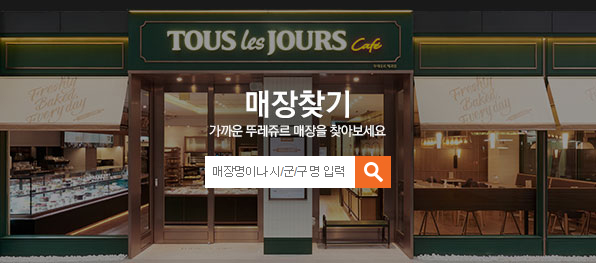 TOUS les JOURS Café
Freshly
Baked,
Everyday
Freshly
Baked,
Everyday
매장찾기
가까운 뚜레쥬르 매장을 찾아보세요
매장명이나 시/군/구 명 입력